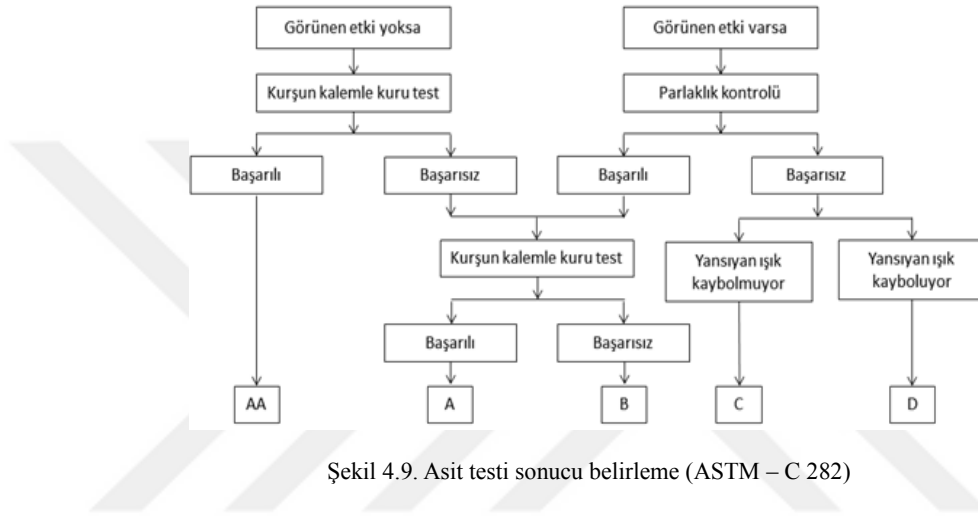 Görünen etki yoksa
Görünen etki varsa
Kurşun kalemle kuru test
Parlaklık kontrolü
Başarılı
Başarısız
Başarılı
Başarısız
Kurşun kalemle kuru test
Yansıyan ışık
kaybolmuyor
Yansıyan ışık
kayboluyor
Başarılı
Başarısız
AA
A
B
C
D
Şekil 4.9. Asit testi sonucu belirleme (ASTM – C 282)